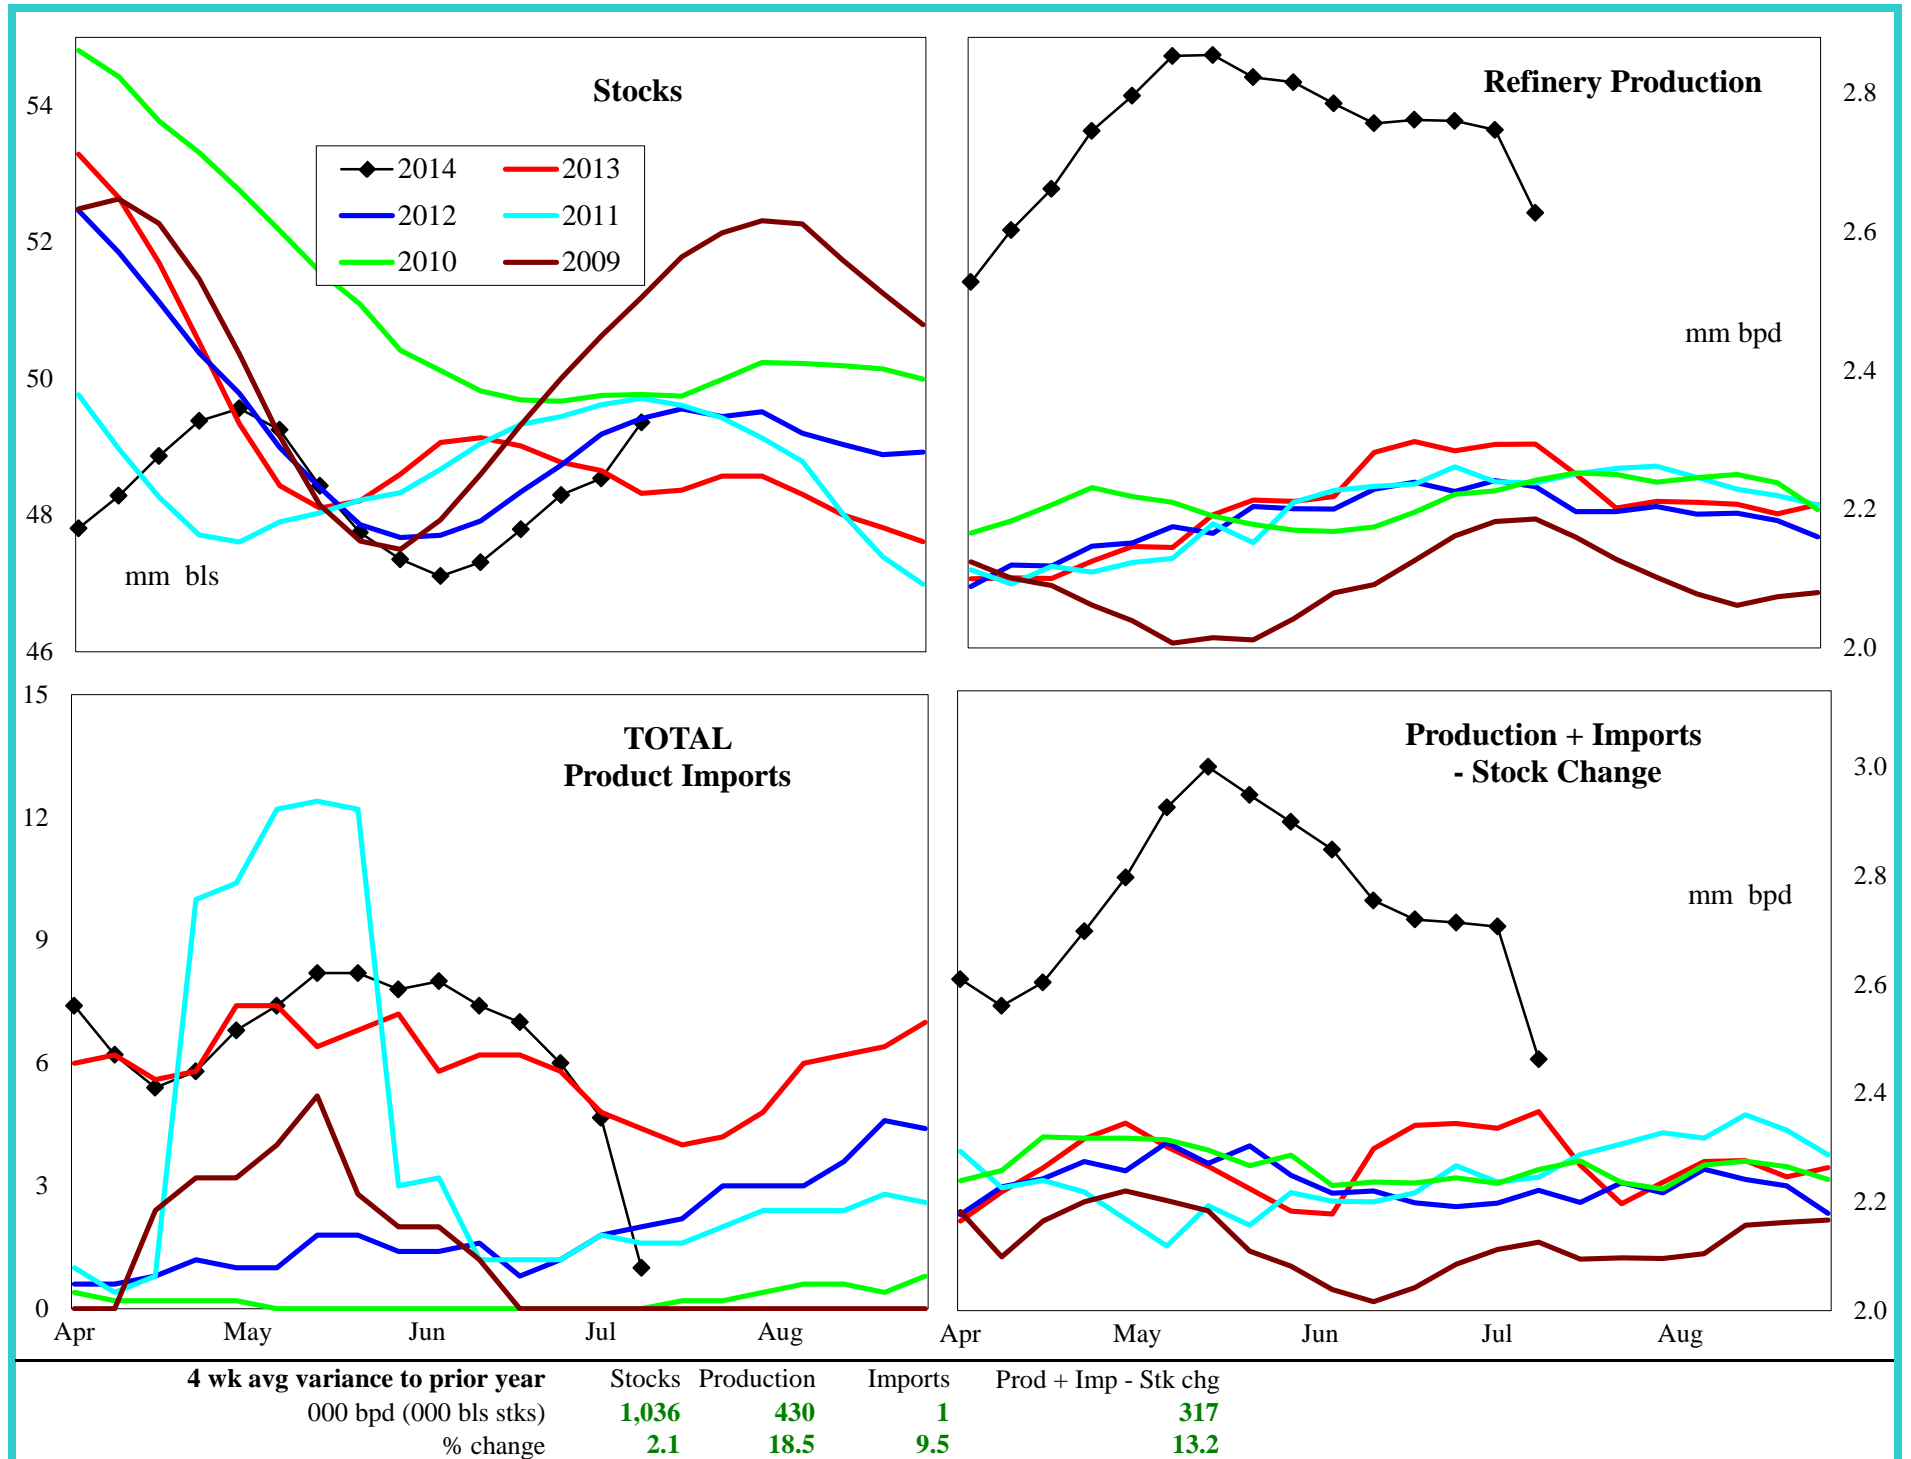 Stocks
54
52
50
48
46
2014
2013
2012
2011
2010
2009
mm bls
Refinery Production
2.8
2.6
2.4
2.2
2.0
mm bpd
TOTAL
Product Imports
15
12
9
6
3
0
Apr May Jun Jul Aug
Production + Imports
- Stock Change
3.0
2.8
2.6
2.4
2.2
2.0
mm bpd
Apr May Jun Jul Aug
4 wk avg variance to prior year Stocks Production Imports Prod + Imp - Stk chg
000 bpd (000 bls stks) 1,036 430 1 317
% change 2.1 18.5 9.5 13.2